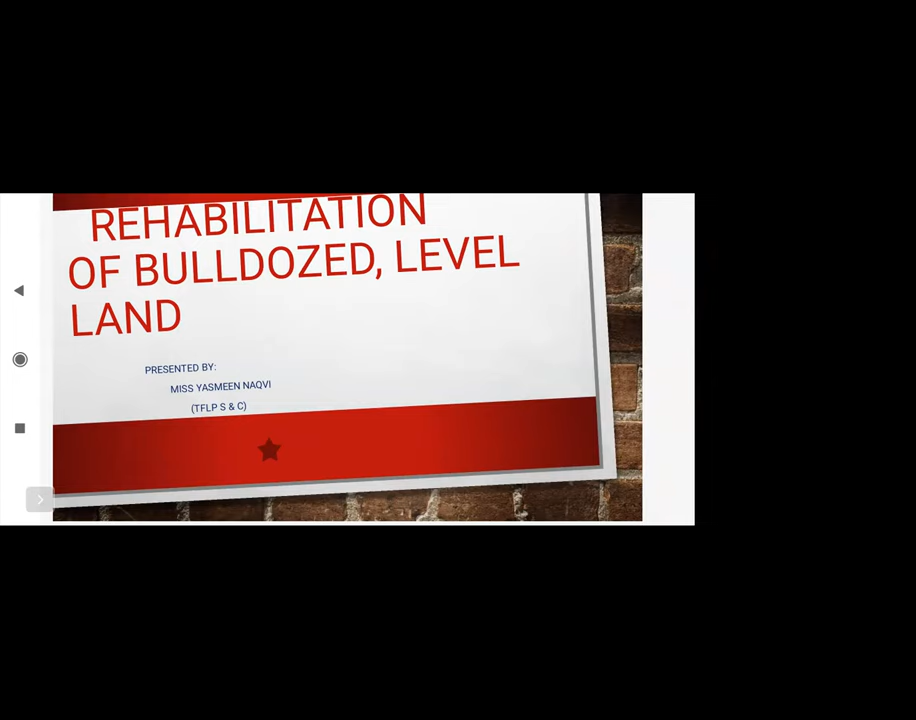 REHABILITATION
OF BULLDOZED, LEVEL
LAND
PRESENTED BY:
MISS YASMEEN NAQVI
(TFLP S & C)